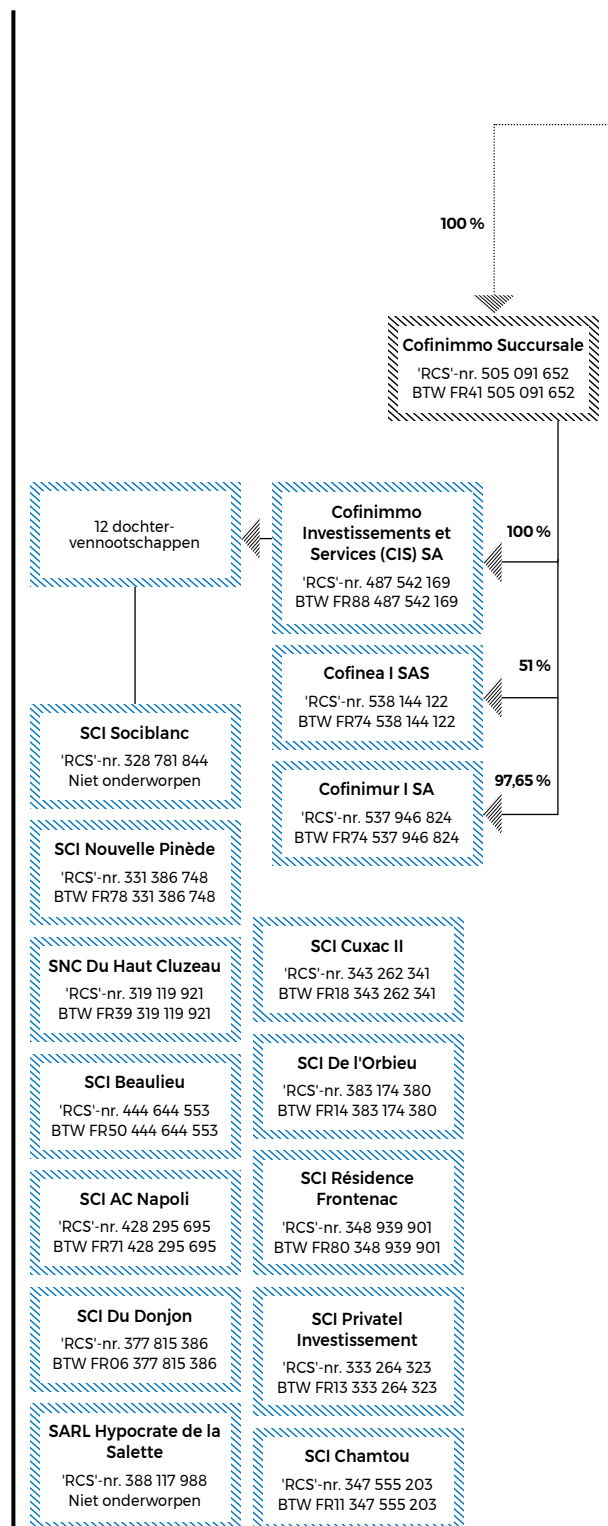 100 %
Cofinimmo Succursale
'RCS'-nr. 505 091 652
BTW FR41 505 091 652
12 dochter-
vennootschappen
Cofinimmo
Investissements et
Services (CIS) SA
'RCS'-nr. 487 542 169
BTW FR88 487 542 169
100 %
Cofinea I SAS
'RCS'-nr. 538 144 122
BTW FR74 538 144 122
51 %
Cofinimur I SA
'RCS'-nr. 537 946 824
BTW FR74 537 946 824
97,65 %
SCI Sociblanc
'RCS'-nr. 328 781 844
Niet onderworpen
SCI Nouvelle Pinède
'RCS'-nr. 331 386 748
BTW FR78 331 386 748
SNC Du Haut Cluzeau
'RCS'-nr. 319 119 921
BTW FR39 319 119 921
SCI Beaulieu
'RCS'-nr. 444 644 553
BTW FR50 444 644 553
SCI AC Napoli
'RCS'-nr. 428 295 695
BTW FR71 428 295 695
SCI Du Donjon
'RCS'-nr. 377 815 386
BTW FR06 377 815 386
SARL Hypocrate de la
Salette
'RCS'-nr. 388 117 988
Niet onderworpen
SCI Cuxac II
'RCS'-nr. 343 262 341
BTW FR18 343 262 341
SCI De l'Orbieu
'RCS'-nr. 383 174 380
BTW FR14 383 174 380
SCI Résidence
Frontenac
'RCS'-nr. 348 939 901
BTW FR80 348 939 901
SCI Privatel
Investissement
'RCS'-nr. 333 264 323
BTW FR13 333 264 323
SCI Chamtou
'RCS'-nr. 347 555 203
BTW FR11 347 555 203